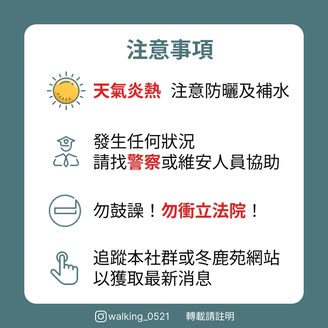 注意事項
天氣炎熱 注意防曬及補水
發生任何狀況
請找警察或維安人員協助
勿鼓譟！勿衝立法院！
追蹤本社群或冬鹿苑網站
以獲取最新消息
walking_0521 轉載請註明